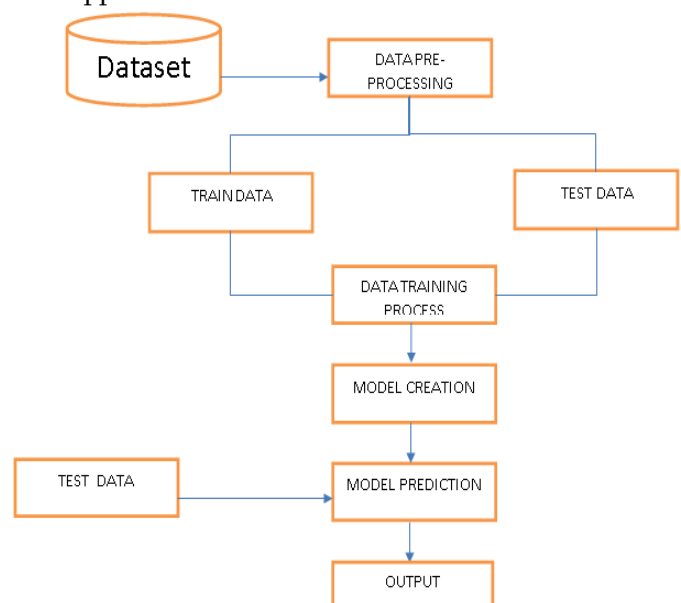 Dataset
DATA PRE-
PROCESSING
TRAIN DATA
TEST DATA
DATA TRAINING
PROCESS
MODEL CREATION
TEST DATA
MODEL PREDICTION
OUTPUT